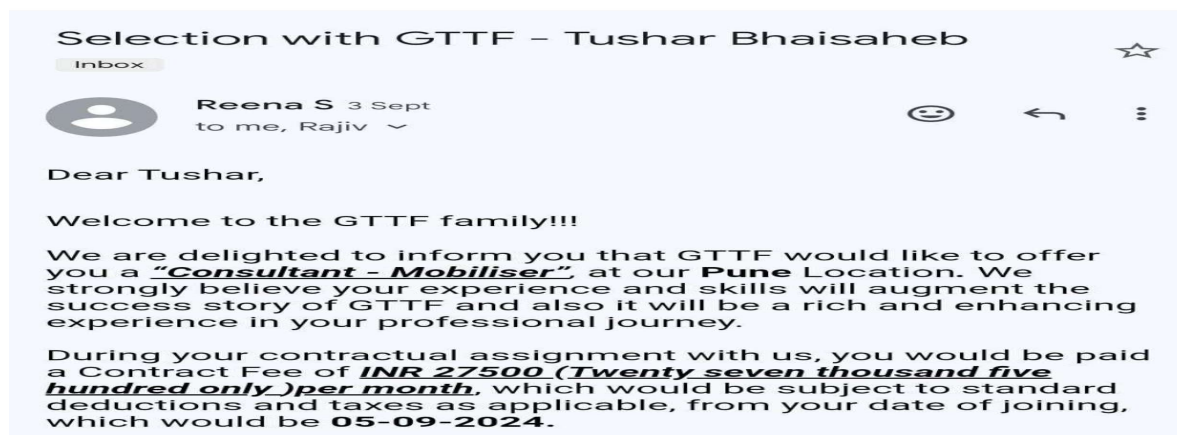 Selection with GTTF - Tushar Bhaisaheb
Inbox
Reena S 3 Sept
to me, Rajiv
Dear Tushar,
Welcome to the GTTF family!!!
We are delighted to inform you that GTTF would like to offer
you a “Consultant - Mobiliser”, at our Pune Location. We
strongly believe your experience and skills will augment the
success story of GTTF and also it will be a rich and enhancing
experience in your professional journey.
During your contractual assignment with us, you would be paid
a Contract Fee of INR 27500 (Twenty seven thousand five
hundred only )per month, which would be subject to standard
deductions and taxes as applicable, from your date of joining,
which would be 05-09-2024.